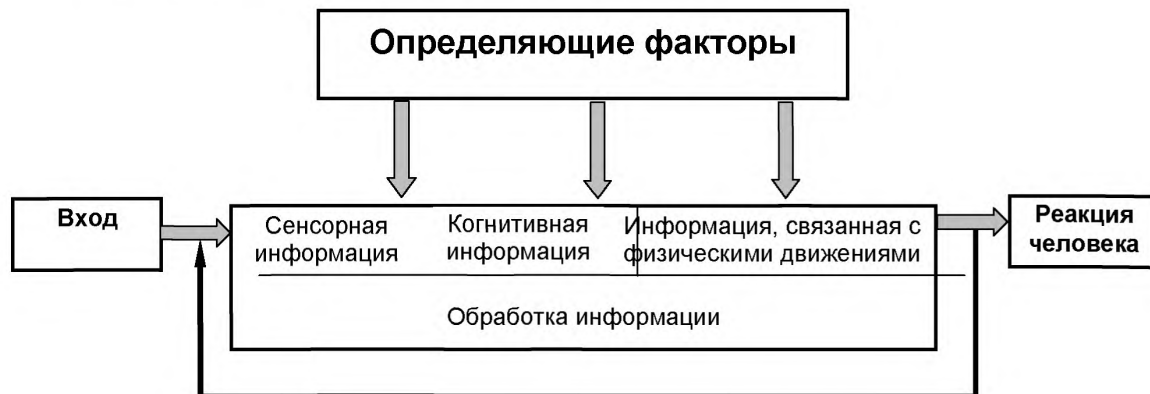 Определяющие факторы
Вход
Сенсорная
информация
Когнитивная
информация
Информация, связанная с
физическими движениями
Обработка информации
Реакция
человека